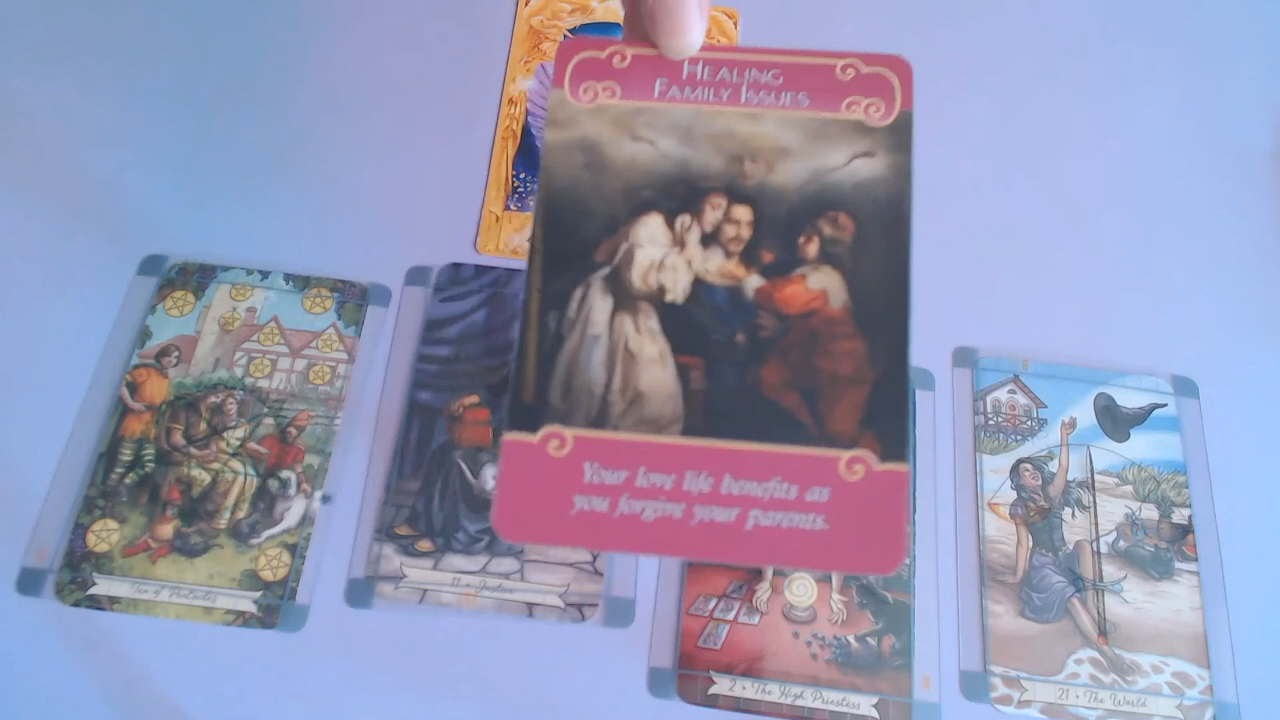 HEALING
FAMILY ISSUES
Your love life benefits as
you forgive your parents.
Ten of Pentacles
11 • Justice
2 • The High Priestess
21 • The World